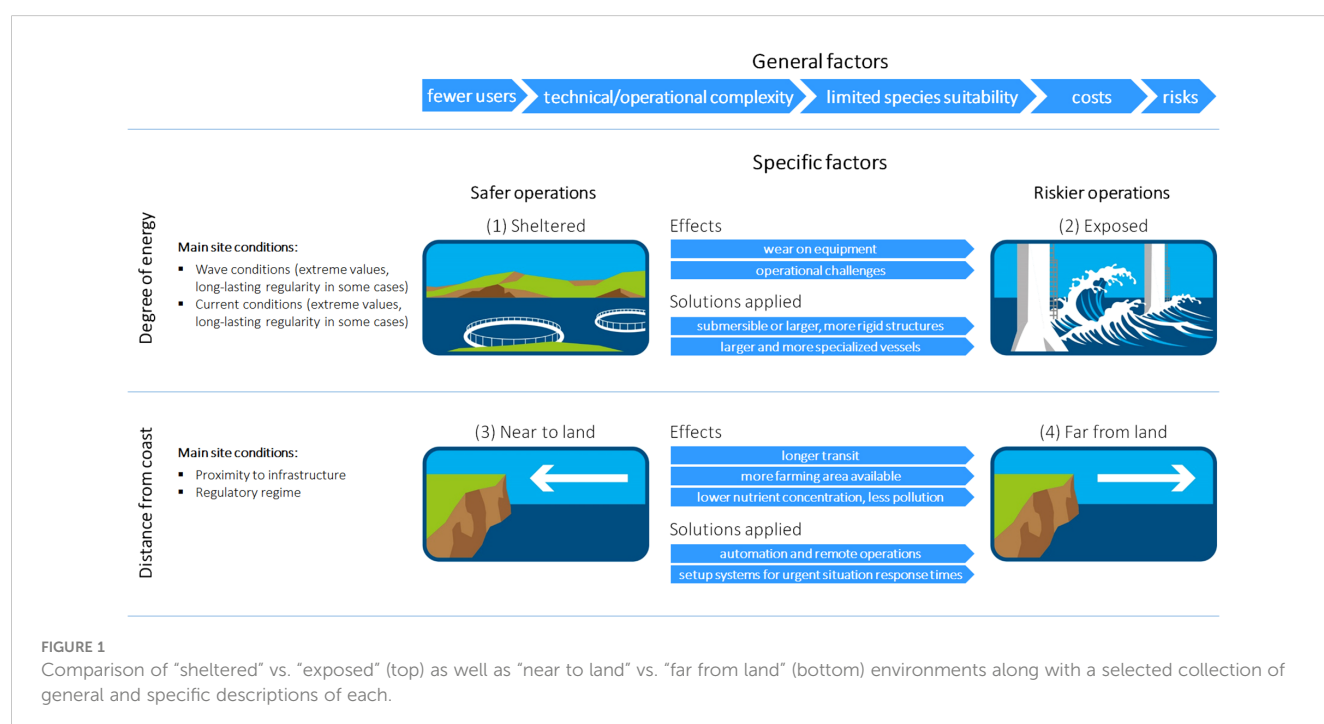 General factors
fewer users
technical/operational complexity
limited species suitability
costs
risks
Specific factors
Safer operations
Riskier operations
Degree of energy
Main site conditions:
▪ Wave conditions (extreme values,
long-lasting regularity in some cases)
▪ Current conditions (extreme values,
long-lasting regularity in some cases)
(1) Sheltered
Effects
wear on equipment
operational challenges
Solutions applied
submersible or larger, more rigid structures
larger and more specialized vessels
(2) Exposed
Distance from coast
Main site conditions:
▪ Proximity to infrastructure
▪ Regulatory regime
(3) Near to land
Effects
longer transit
more farming area available
lower nutrient concentration, less pollution
Solutions applied
automation and remote operations
setup systems for urgent situation response times
(4) Far from land
FIGURE 1
Comparison of “sheltered” vs. “exposed” (top) as well as “near to land” vs. “far from land” (bottom) environments along with a selected collection of
general and specific descriptions of each.